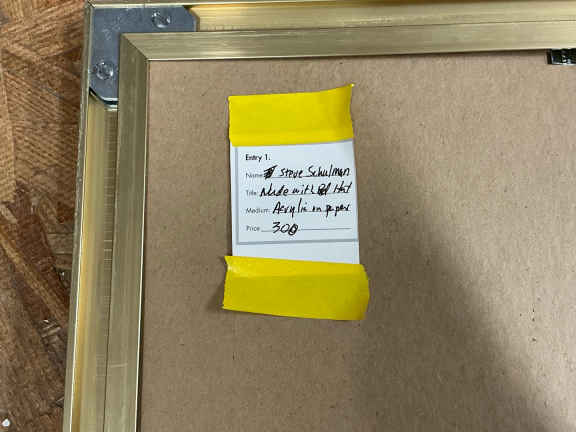 Entry 1.
Name: Steve Schulman
Title: Nude with Hat
Medium: Acrylic on paper
Price 300